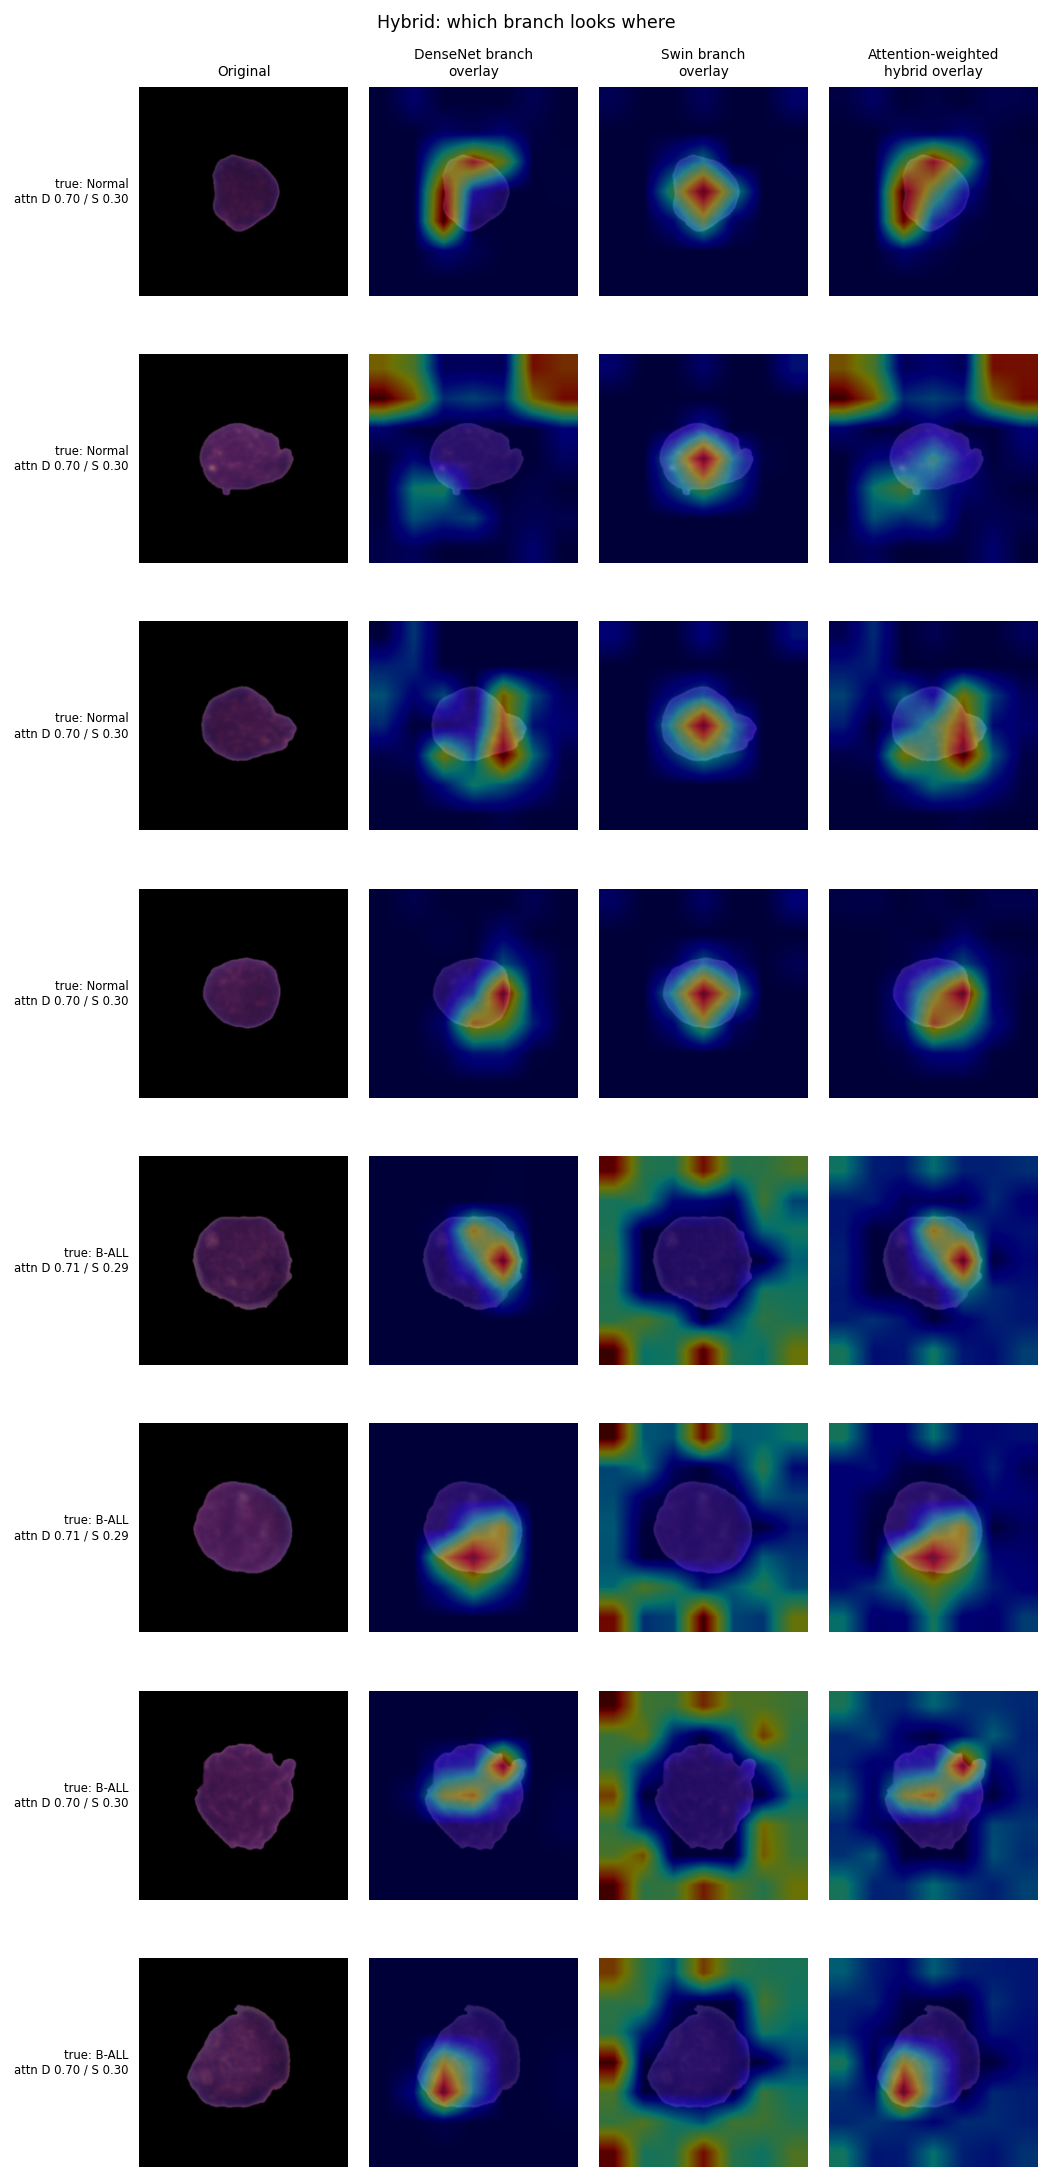 Hybrid: which branch looks where
Original
DenseNet branch
overlay
Swin branch
overlay
Attention-weighted
hybrid overlay
true: Normal
attn D 0.70 / S 0.30
true: Normal
attn D 0.70 / S 0.30
true: Normal
attn D 0.70 / S 0.30
true: Normal
attn D 0.70 / S 0.30
true: B-ALL
attn D 0.71 / S 0.29
true: B-ALL
attn D 0.71 / S 0.29
true: B-ALL
attn D 0.70 / S 0.30
true: B-ALL
attn D 0.70 / S 0.30